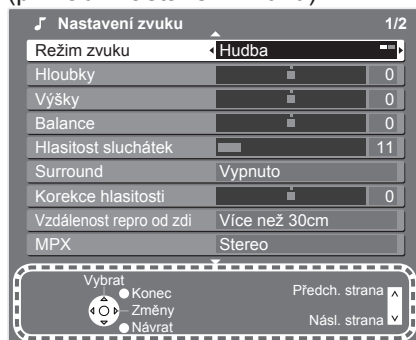 Nastavení zvuku 1/2
Režim zvuku Hudba
Hloubky 0
Výšky 0
Balance 0
Hlasitost sluchátek 11
Surround Vypnuto
Korekce hlasitosti 0
Vzdálenost repro od zdi Více než 30cm
MPX Stereo
Vybrat
Konec
Změny
Návrat
Předch. strana
Násl. strana